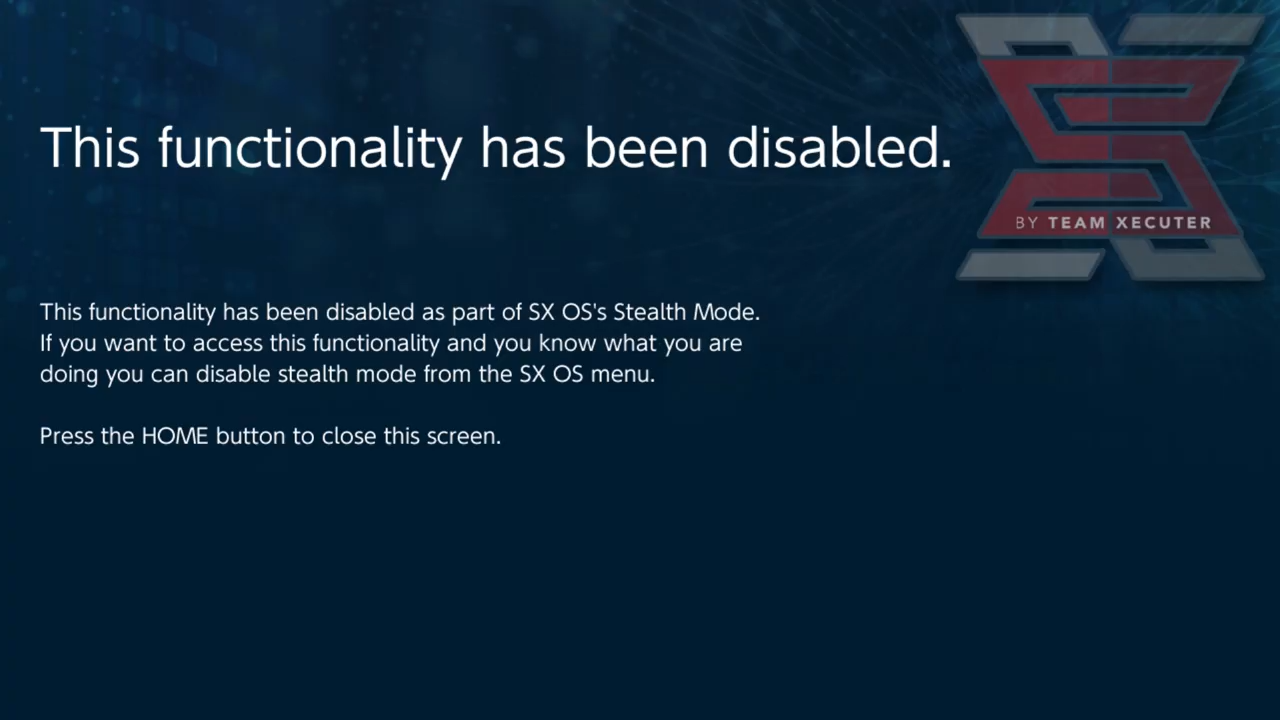 This functionality has been disabled.
BY TEAM XECUTER
This functionality has been disabled as part of SX OS's Stealth Mode.
If you want to access this functionality and you know what you are
doing you can disable stealth mode from the SX OS menu.
Press the HOME button to close this screen.